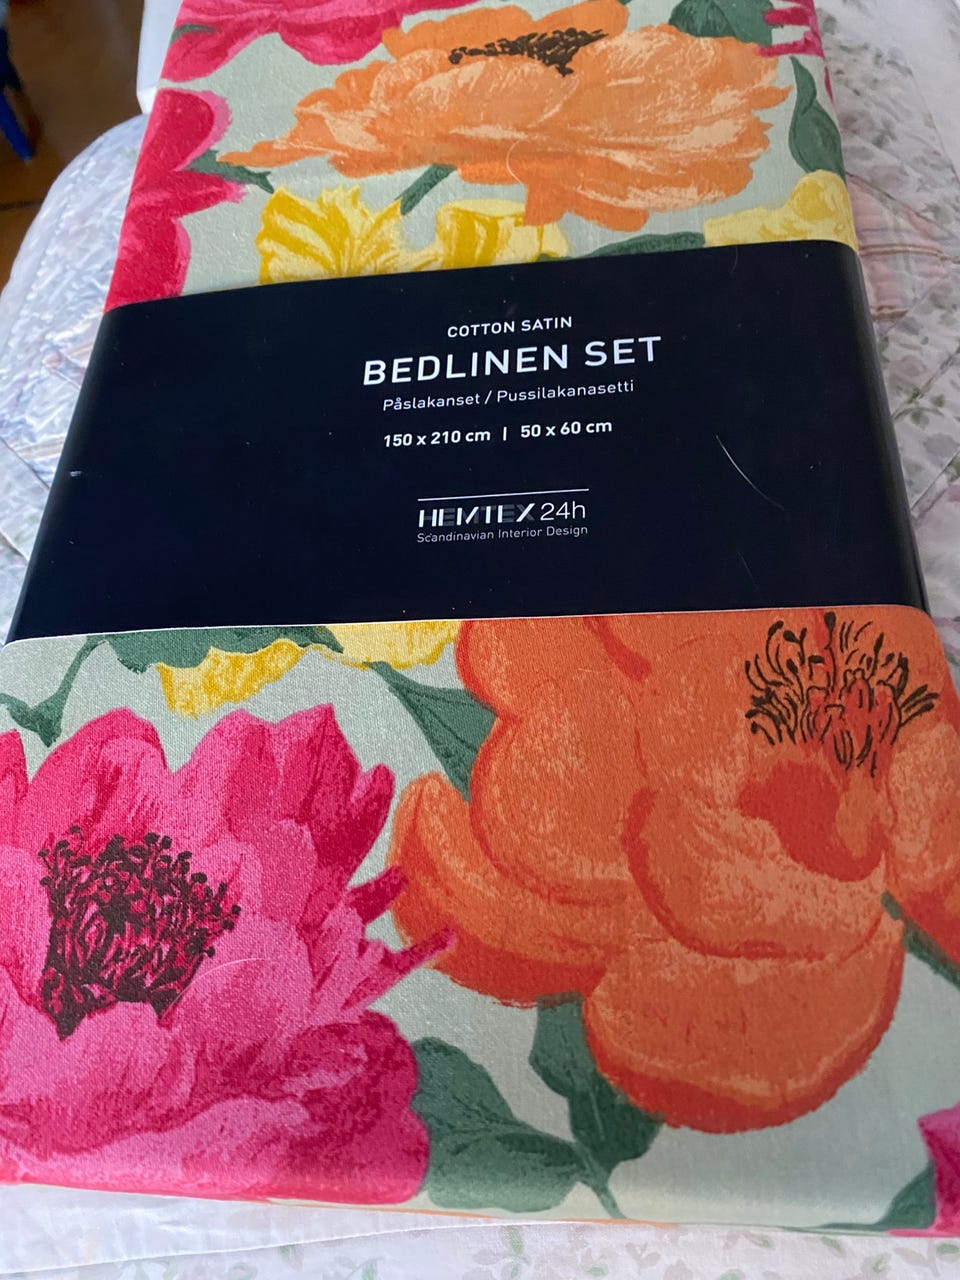 COTTON SATIN
BEDLINEN SET
Påslakanset / Pussilakanasetti
150 x 210 cm | 50 x 60 cm
HEMTEX 24h
Scandinavian Interior Design